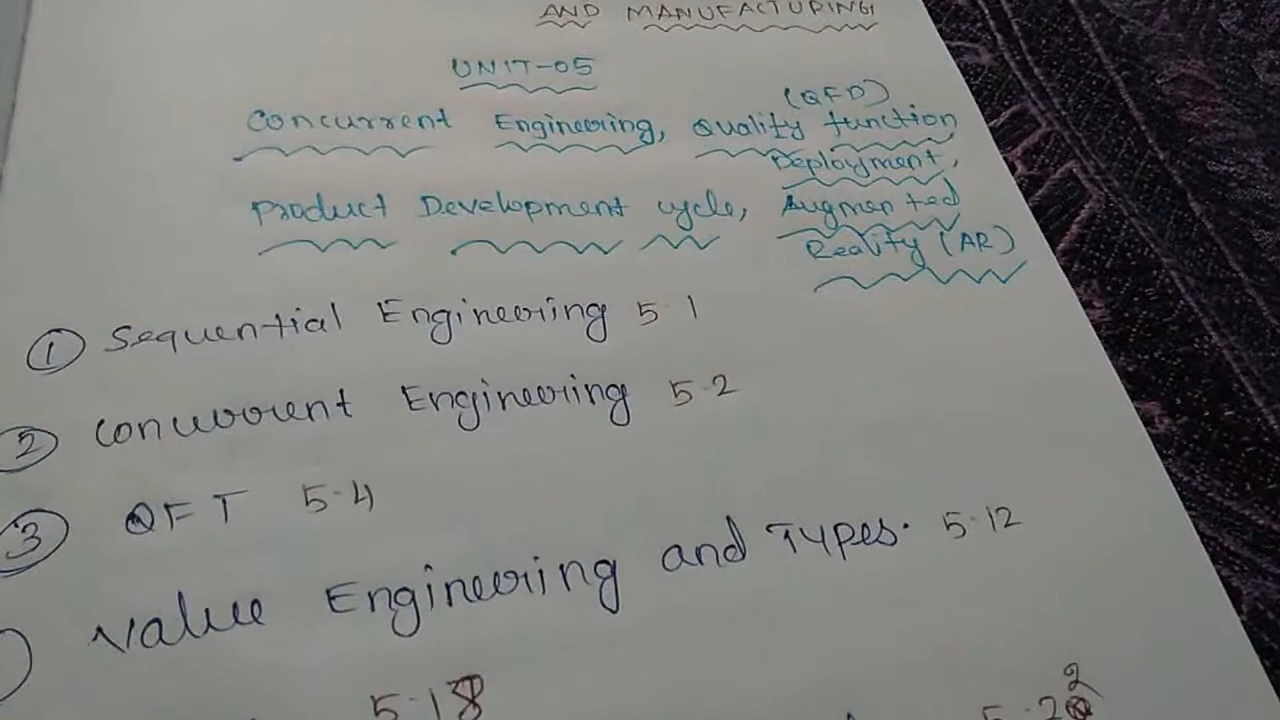 AND MANUFACTURING
UNIT-05
(QFD)
Concurrent Engineering, Quality function
Deployment,
Product Development cycle, Augmented
Reality (AR)
① Sequential Engineering 5.1
② Concurrent Engineering 5.2
③ QFT 5.4
Value Engineering and Types. 5.12
5.18
5.22